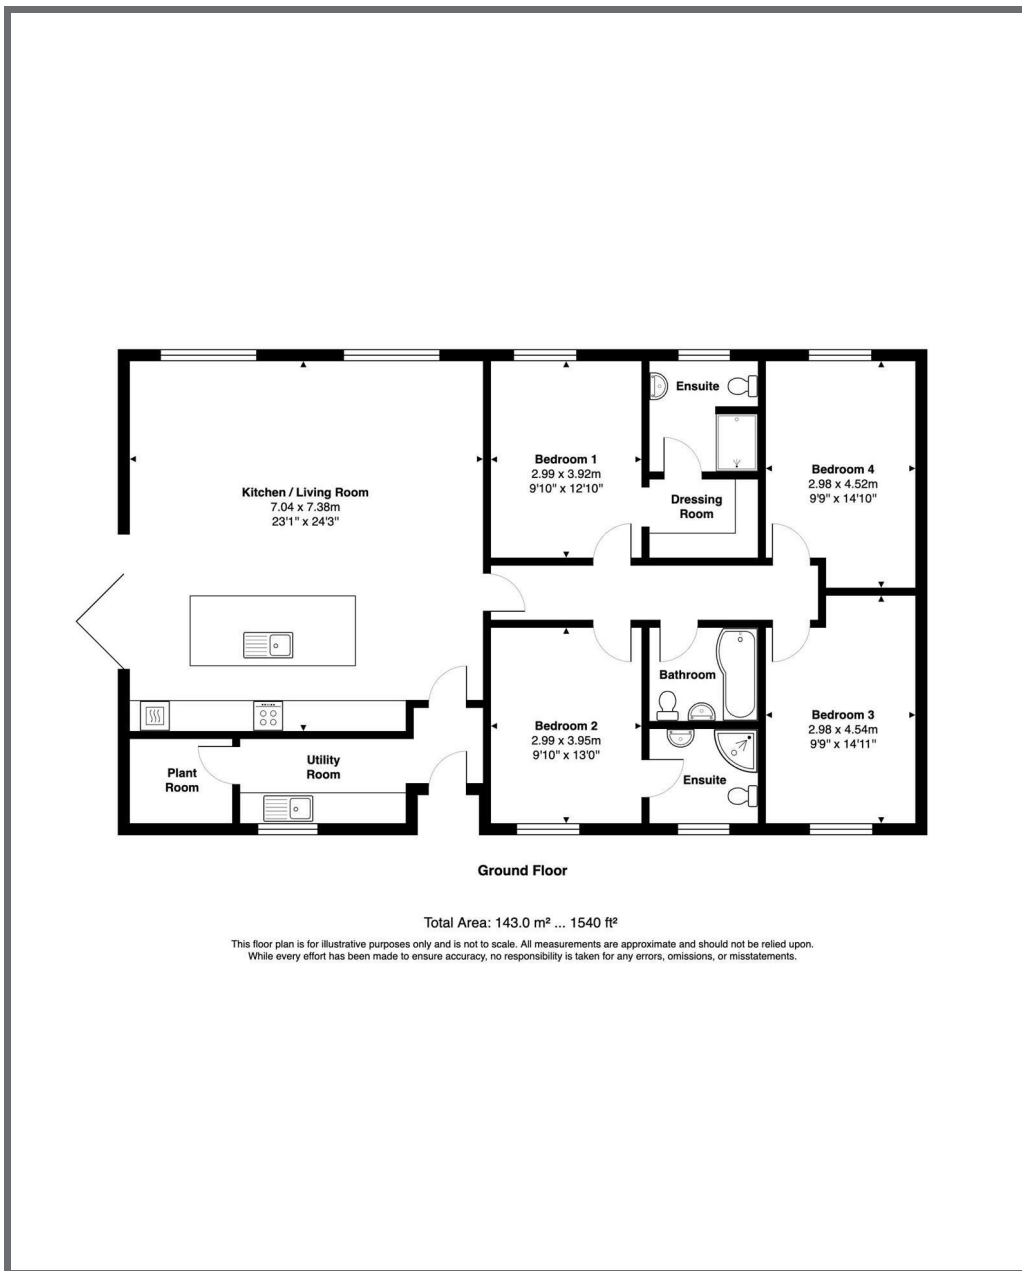 Kitchen / Living Room
7.04 x 7.38m
23'1" x 24'3"
Bedroom 1
2.99 x 3.92m
9'10" x 12'10"
Ensuite
Dressing
Room
Bedroom 4
2.98 x 4.52m
9'9" x 14'10"
Plant
Room
Utility
Room
Bedroom 2
2.99 x 3.95m
9'10" x 13'0"
Bathroom
Ensuite
Bedroom 3
2.98 x 4.54m
9'9" x 14'11"
Ground Floor
Total Area: 143.0 m² ... 1540 ft²
This floor plan is for illustrative purposes only and is not to scale. All measurements are approximate and should not be relied upon.
While every effort has been made to ensure accuracy, no responsibility is taken for any errors, omissions, or misstatements.